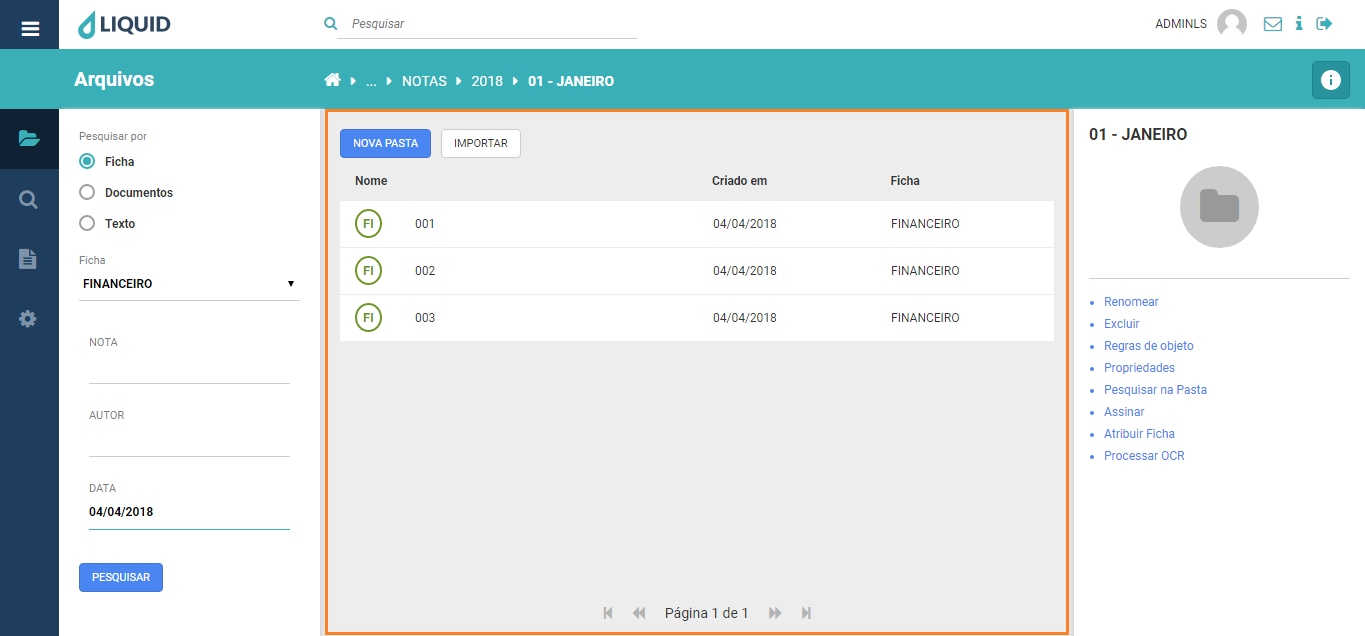 LIQUID
Pesquisar
ADMINLS
Arquivos
... NOTAS 2018 01 - JANEIRO
Pesquisar por
Ficha
Documentos
Texto
Ficha
FINANCEIRO
NOTA
AUTOR
DATA
04/04/2018
PESQUISAR
NOVA PASTA IMPORTAR
Nome Criado em Ficha
FI 001 04/04/2018 FINANCEIRO
FI 002 04/04/2018 FINANCEIRO
FI 003 04/04/2018 FINANCEIRO
Página 1 de 1
01 - JANEIRO
Renomear
Excluir
Regras de objeto
Propriedades
Pesquisar na Pasta
Assinar
Atribuir Ficha
Processar OCR